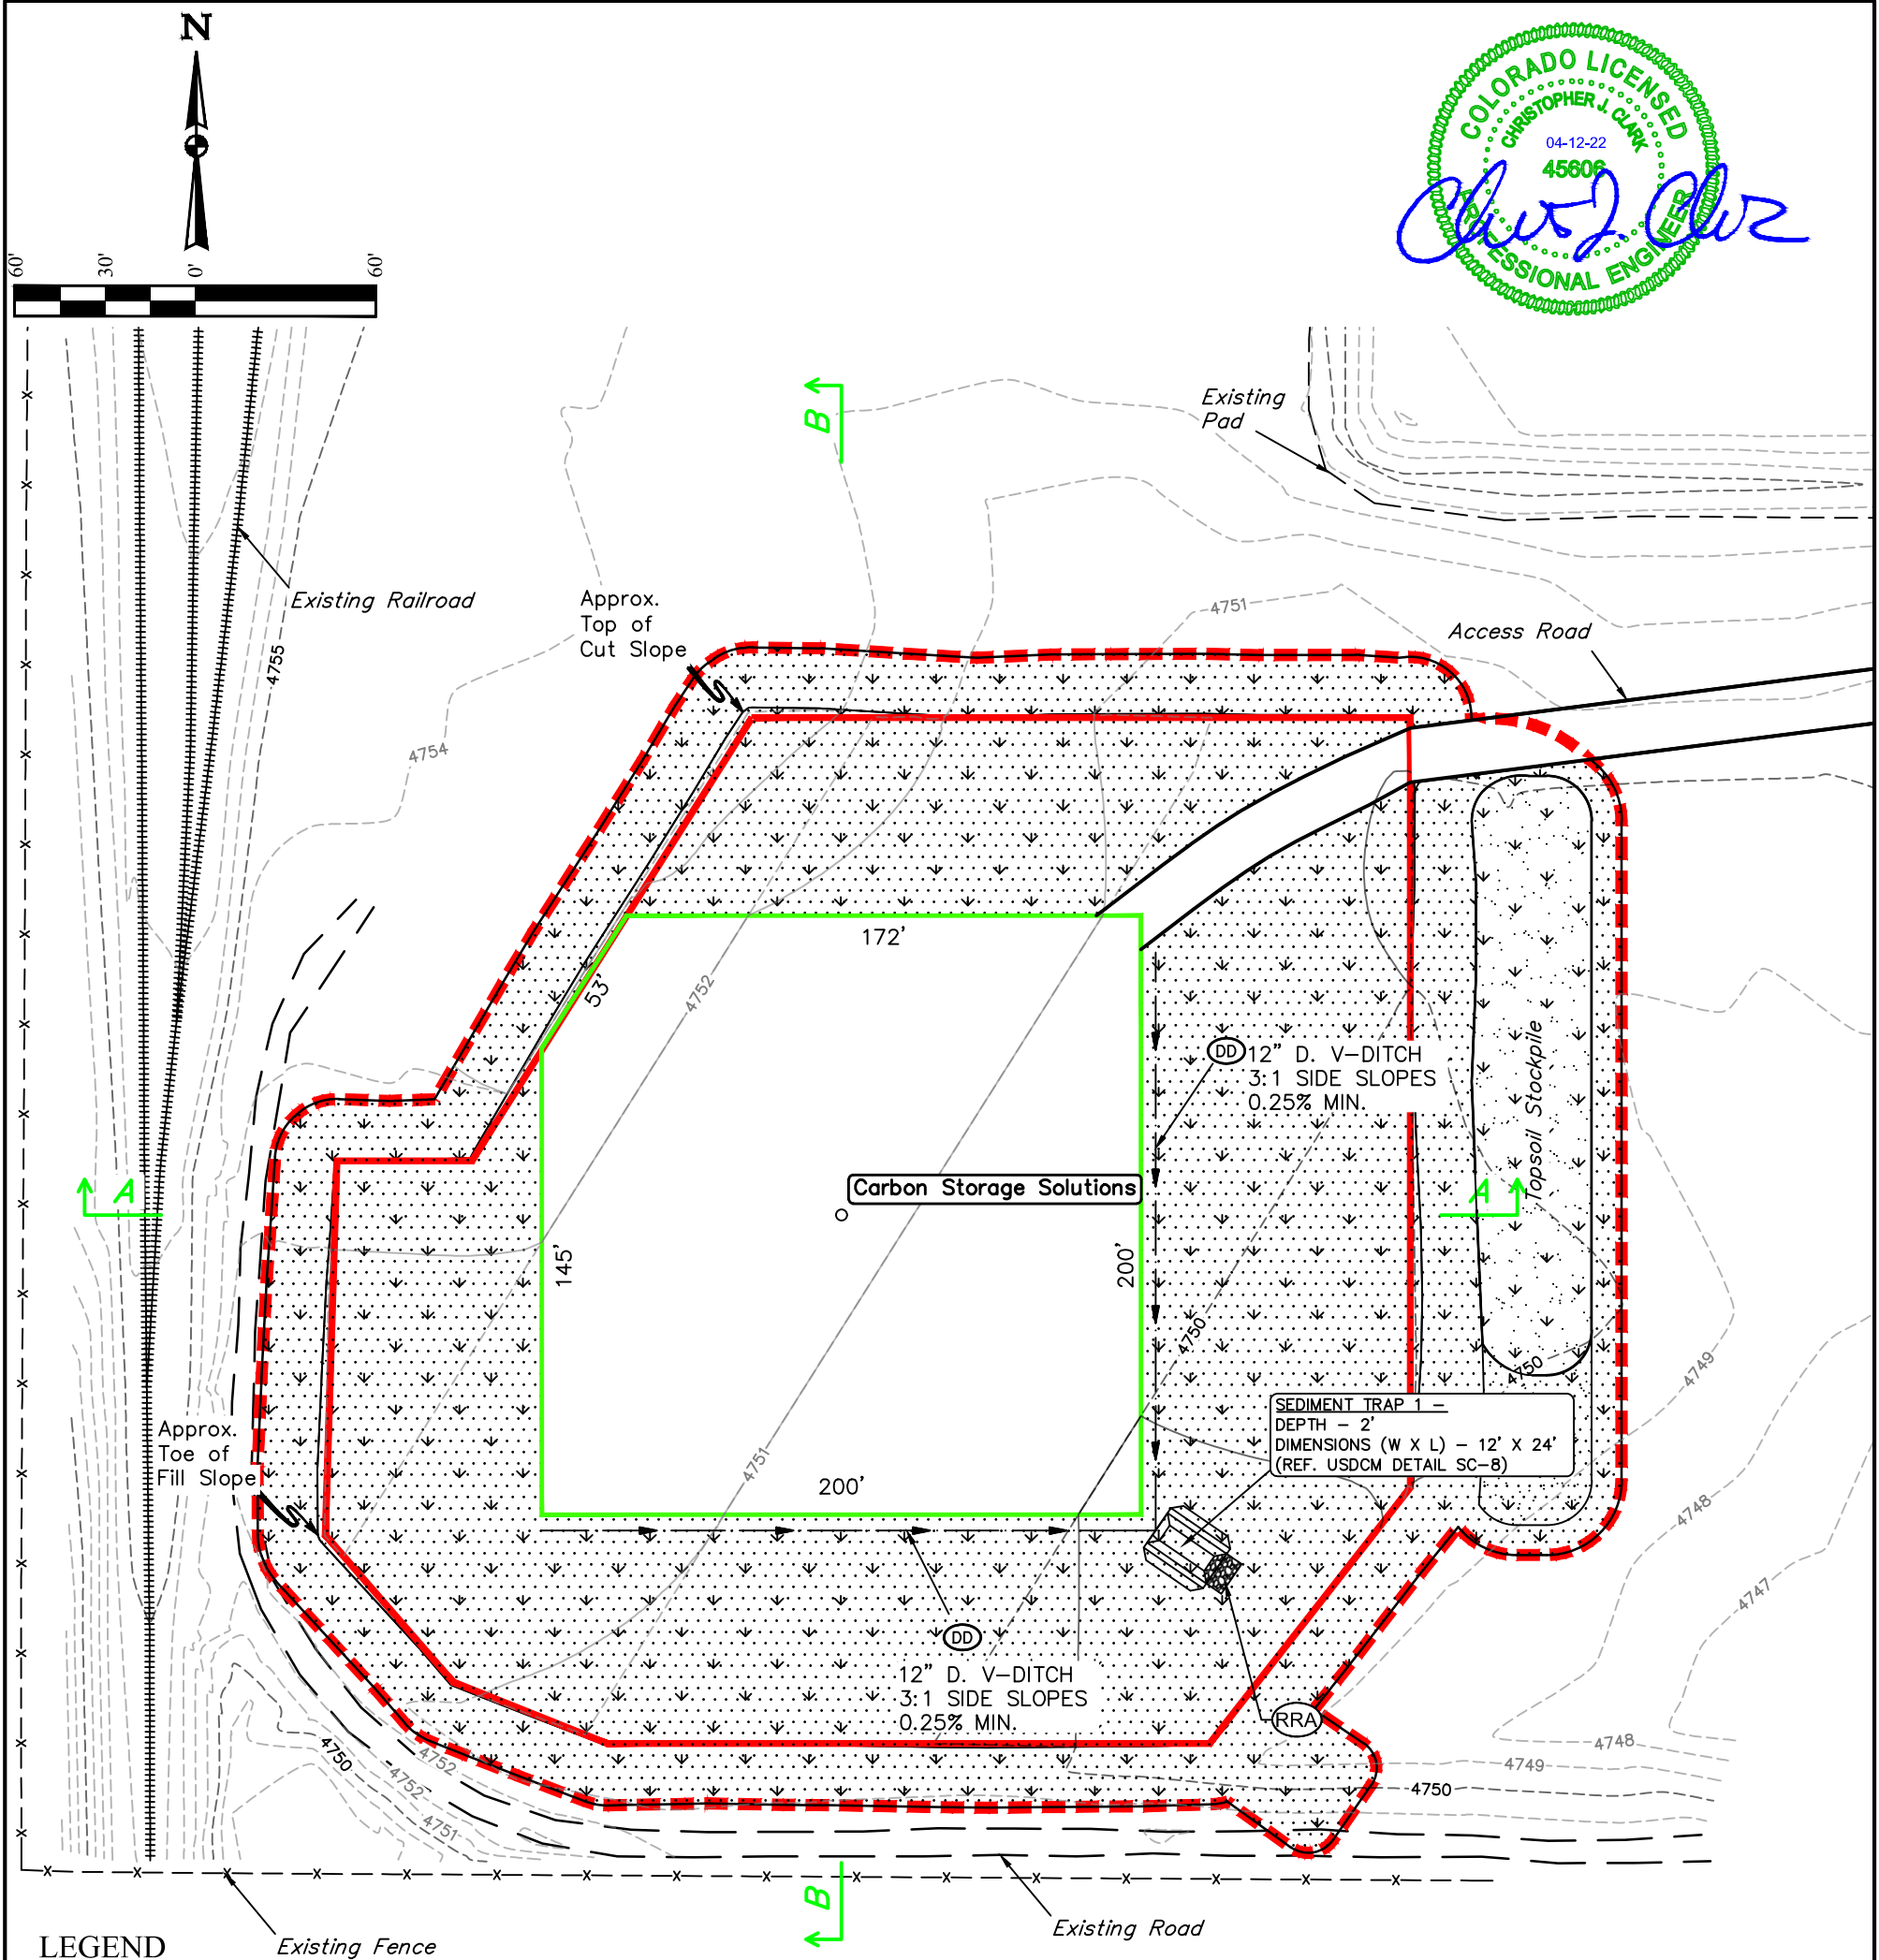 N
60'
30'
0'
60'
COLORADO LICENSED
CHRISTOPHER J. CLARK
04-12-22
45606
PROFESSIONAL ENGINEER
B
Existing
Pad
Existing Railroad
Approx.
Top of
Cut Slope
4755
4751
Access Road
4754
172'
53'
4752
DD
12" D. V-DITCH
3:1 SIDE SLOPES
0.25% MIN.
Topsoil Stockpile
A
Carbon Storage Solutions
A
145'
200'
4750
4750
4749
SEDIMENT TRAP 1 -
DEPTH - 2'
DIMENSIONS (W X L) - 12' X 24'
(REF. USDCM DETAIL SC-8)
Approx.
Toe of
Fill Slope
4751
200'
4748
4747
DD
12" D. V-DITCH
3:1 SIDE SLOPES
0.25% MIN.
RRA
4750
4752
4752
4751
4748
4749
4750
B
Existing Road
LEGEND
Existing Fence